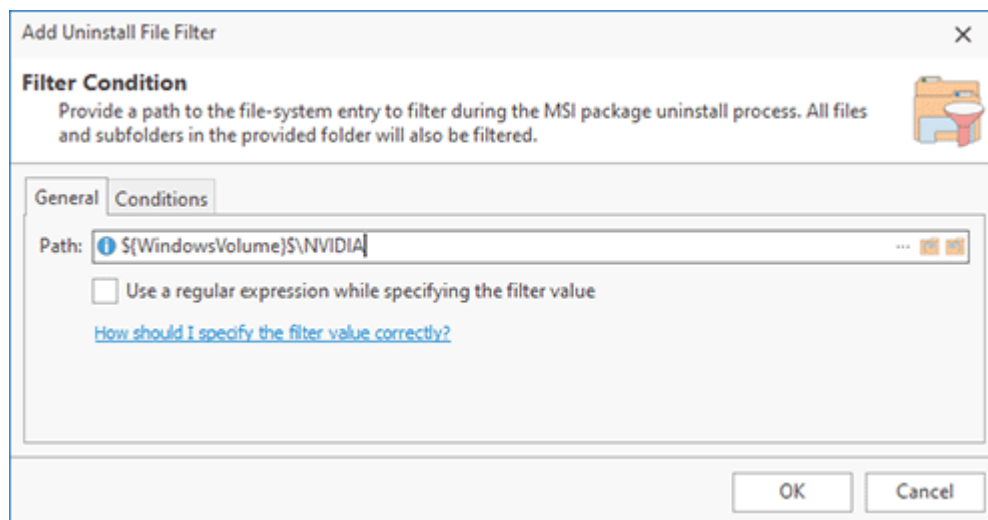 Add Uninstall File Filter
Filter Condition
Provide a path to the file-system entry to filter during the MSI package uninstall process. All files
and subfolders in the provided folder will also be filtered.
General Conditions
Path: ${WindowsVolume}$\NVIDIA
Use a regular expression while specifying the filter value
How should I specify the filter value correctly?
OK Cancel